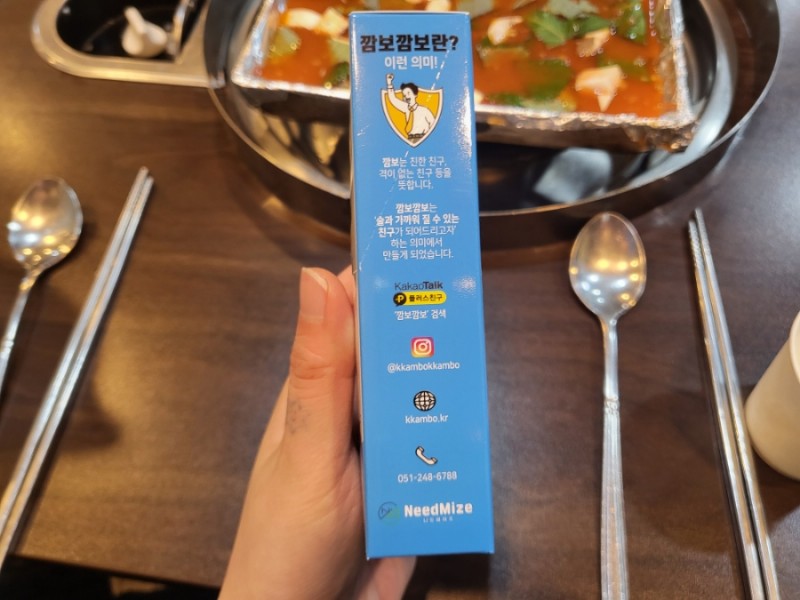 깜보깜보란?
이런 의미!
깜보는 진한 친구,
격이 없는 친구 등을
뜻합니다.
깜보깜보는
'술과 가까워 질 수 있는
친구가 되어드리고자'
하는 의미에서
만들게 되었습니다.
KakaoTalk
P 플러스친구
'깜보깜보' 검색
@kkambokkambo
kkambo.kr
051-248-6788
NeedMize